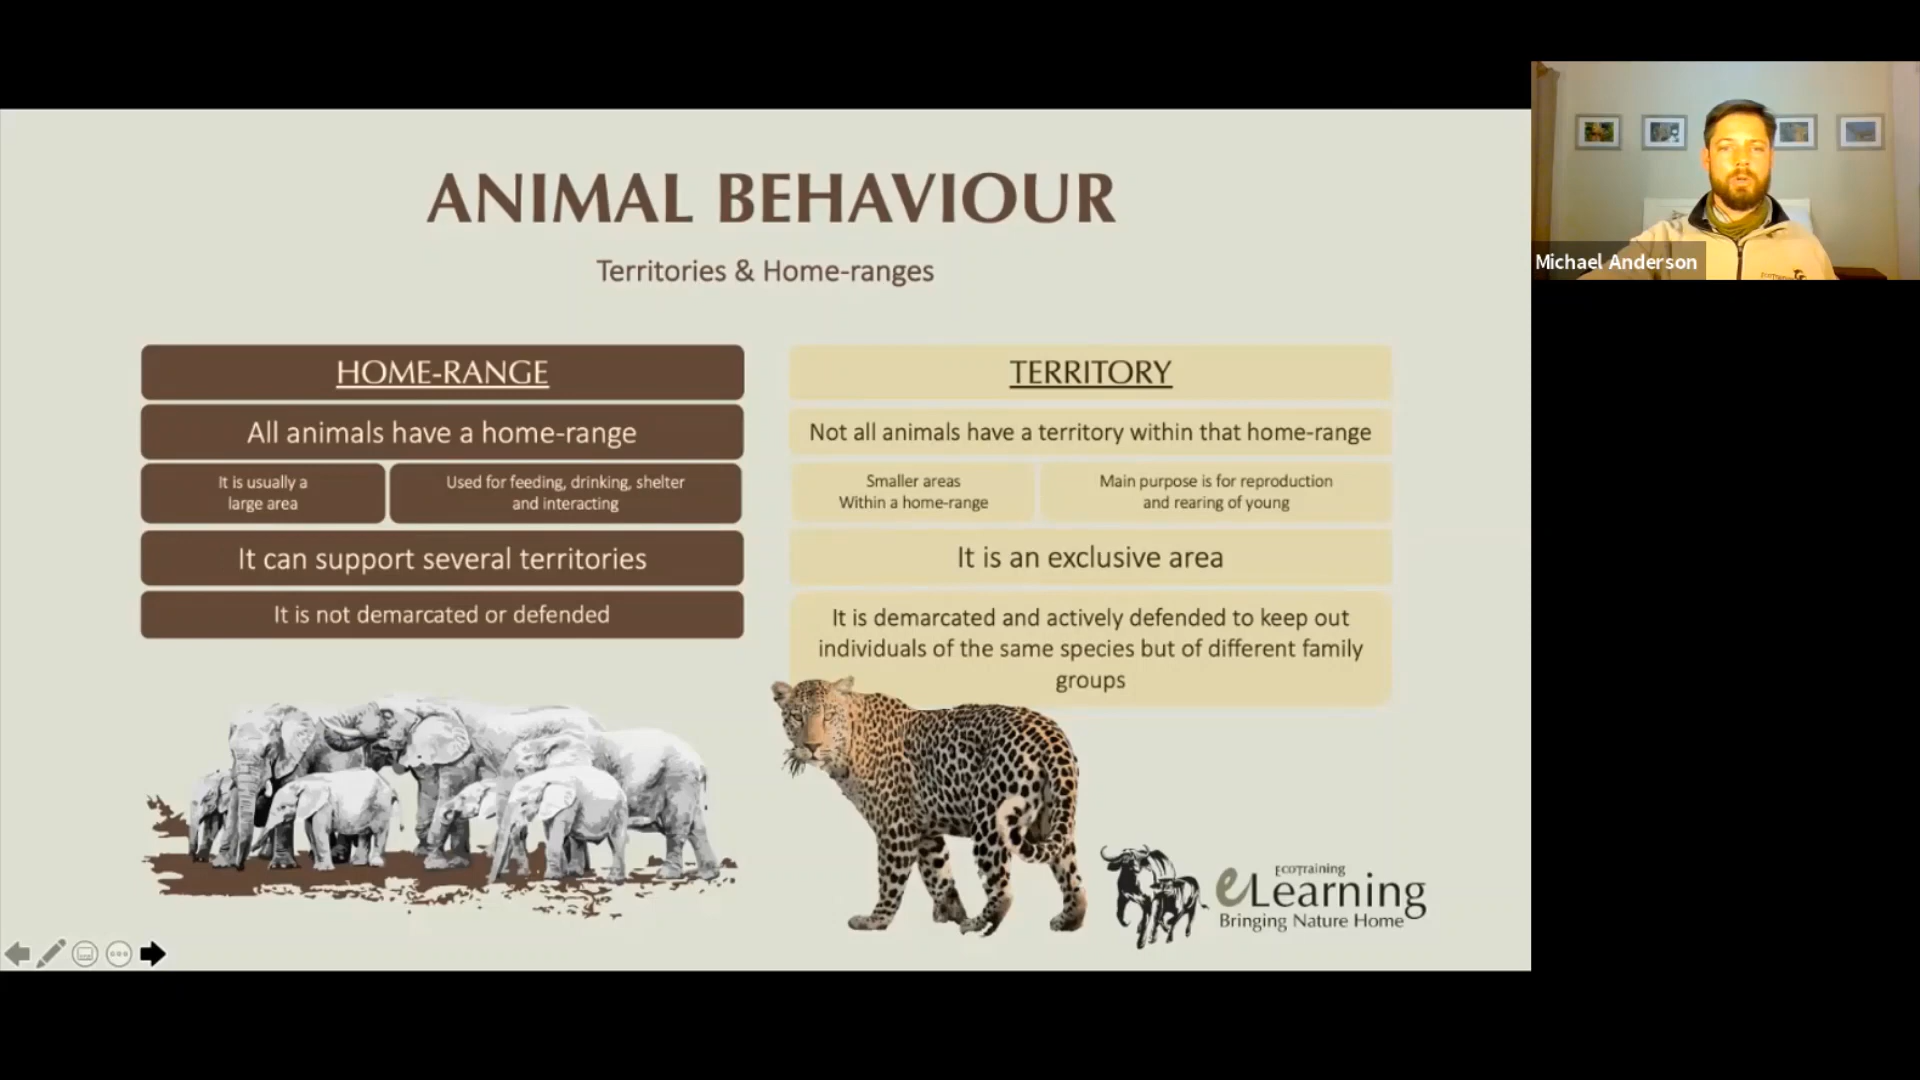 ANIMAL BEHAVIOUR
Territories & Home-ranges
HOME-RANGE
All animals have a home-range
It is usually a
large area
Used for feeding, drinking, shelter
and interacting
It can support several territories
It is not demarcated or defended
TERRITORY
Not all animals have a territory within that home-range
Smaller areas
Within a home-range
Main purpose is for reproduction
and rearing of young
It is an exclusive area
It is demarcated and actively defended to keep out
individuals of the same species but of different family
groups
ECOTRAINING
eLearning
Bringing Nature Home
Michael Anderson